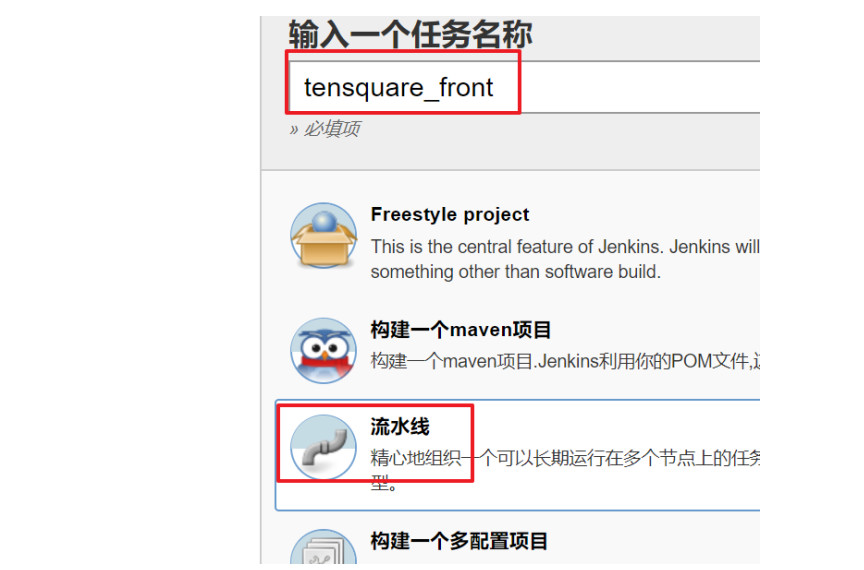 输入一个任务名称
tensquare_front
» 必填项
Freestyle project
This is the central feature of Jenkins. Jenkins will
something other than software build.
构建一个maven项目
构建一个maven项目.Jenkins利用你的POM文件,这
流水线
精心地组织一个可以长期运行在多个节点上的任务
型。
构建一个多配置项目